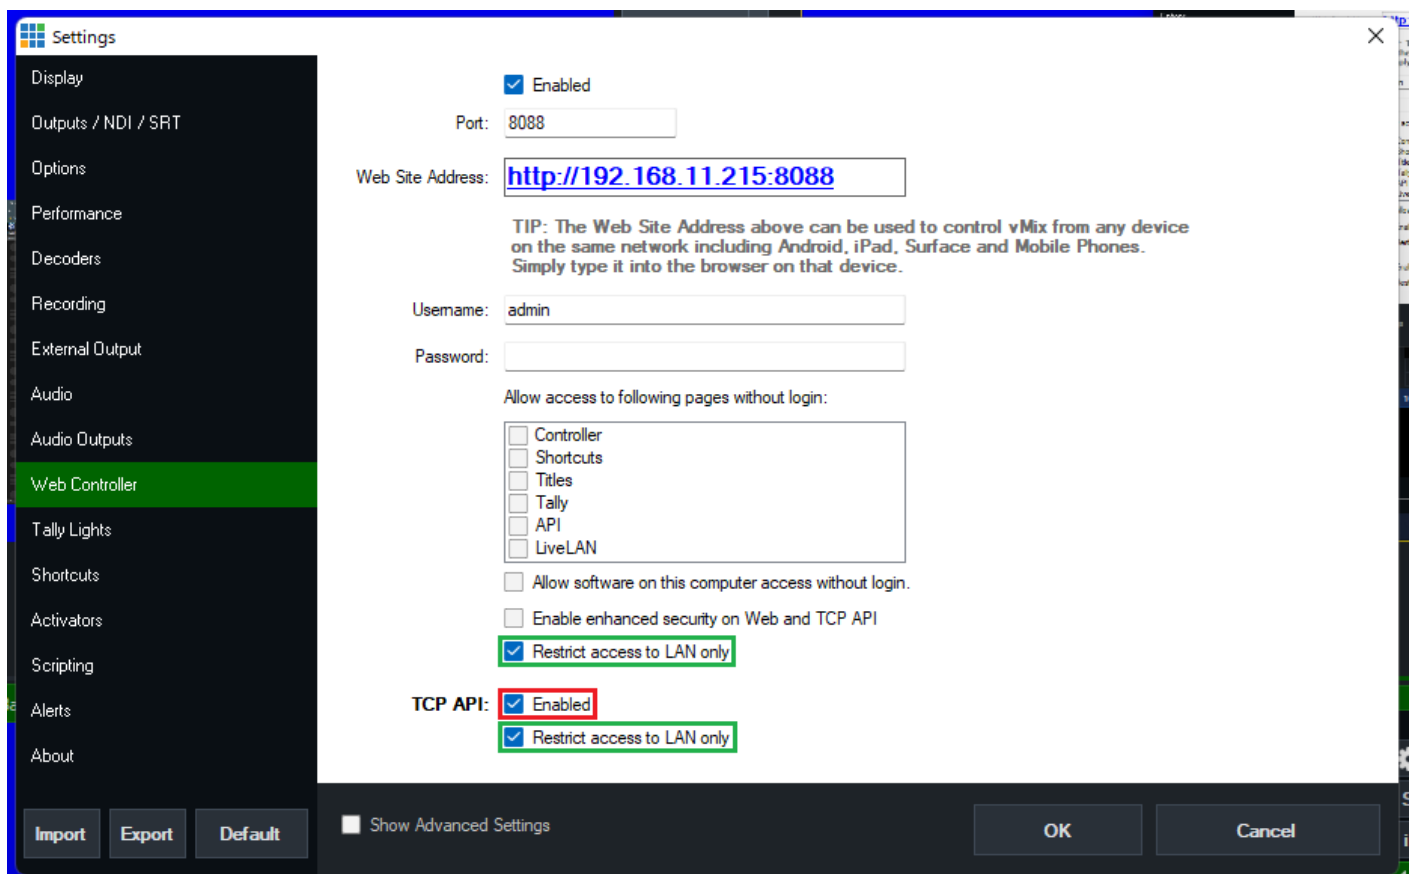 Settings
Display
Outputs / NDI / SRT
Options
Performance
Decoders
Recording
External Output
Audio
Audio Outputs
Web Controller
Tally Lights
Shortcuts
Activators
Scripting
Alerts
About
Import
Export
Default
Enabled
Port: 8088
Web Site Address: http://192.168.11.215:8088
TIP: The Web Site Address above can be used to control vMix from any device
on the same network including Android, iPad, Surface and Mobile Phones.
Simply type it into the browser on that device.
Username: admin
Password:
Allow access to following pages without login:
Controller
Shortcuts
Titles
Tally
API
LiveLAN
Allow software on this computer access without login.
Enable enhanced security on Web and TCP API
Restrict access to LAN only
TCP API: Enabled
Restrict access to LAN only
Show Advanced Settings
OK
Cancel